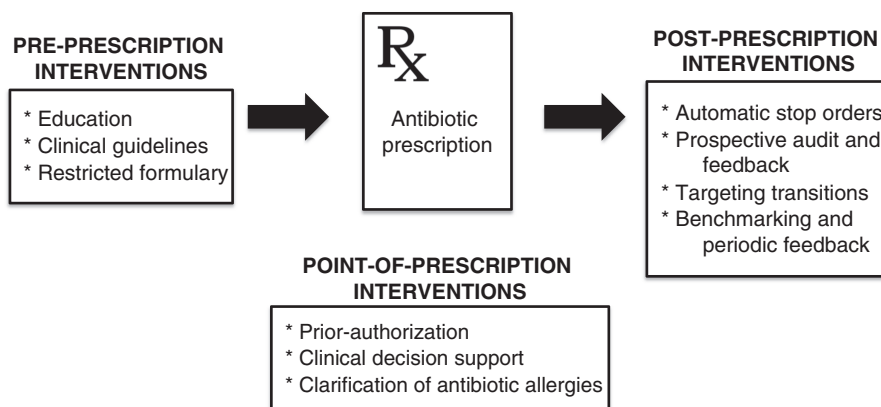 PRE-PRESCRIPTION
INTERVENTIONS
* Education
* Clinical guidelines
* Restricted formulary
Rx
Antibiotic
prescription
POST-PRESCRIPTION
INTERVENTIONS
* Automatic stop orders
* Prospective audit and
feedback
* Targeting transitions
* Benchmarking and
periodic feedback
POINT-OF-PRESCRIPTION
INTERVENTIONS
* Prior-authorization
* Clinical decision support
* Clarification of antibiotic allergies